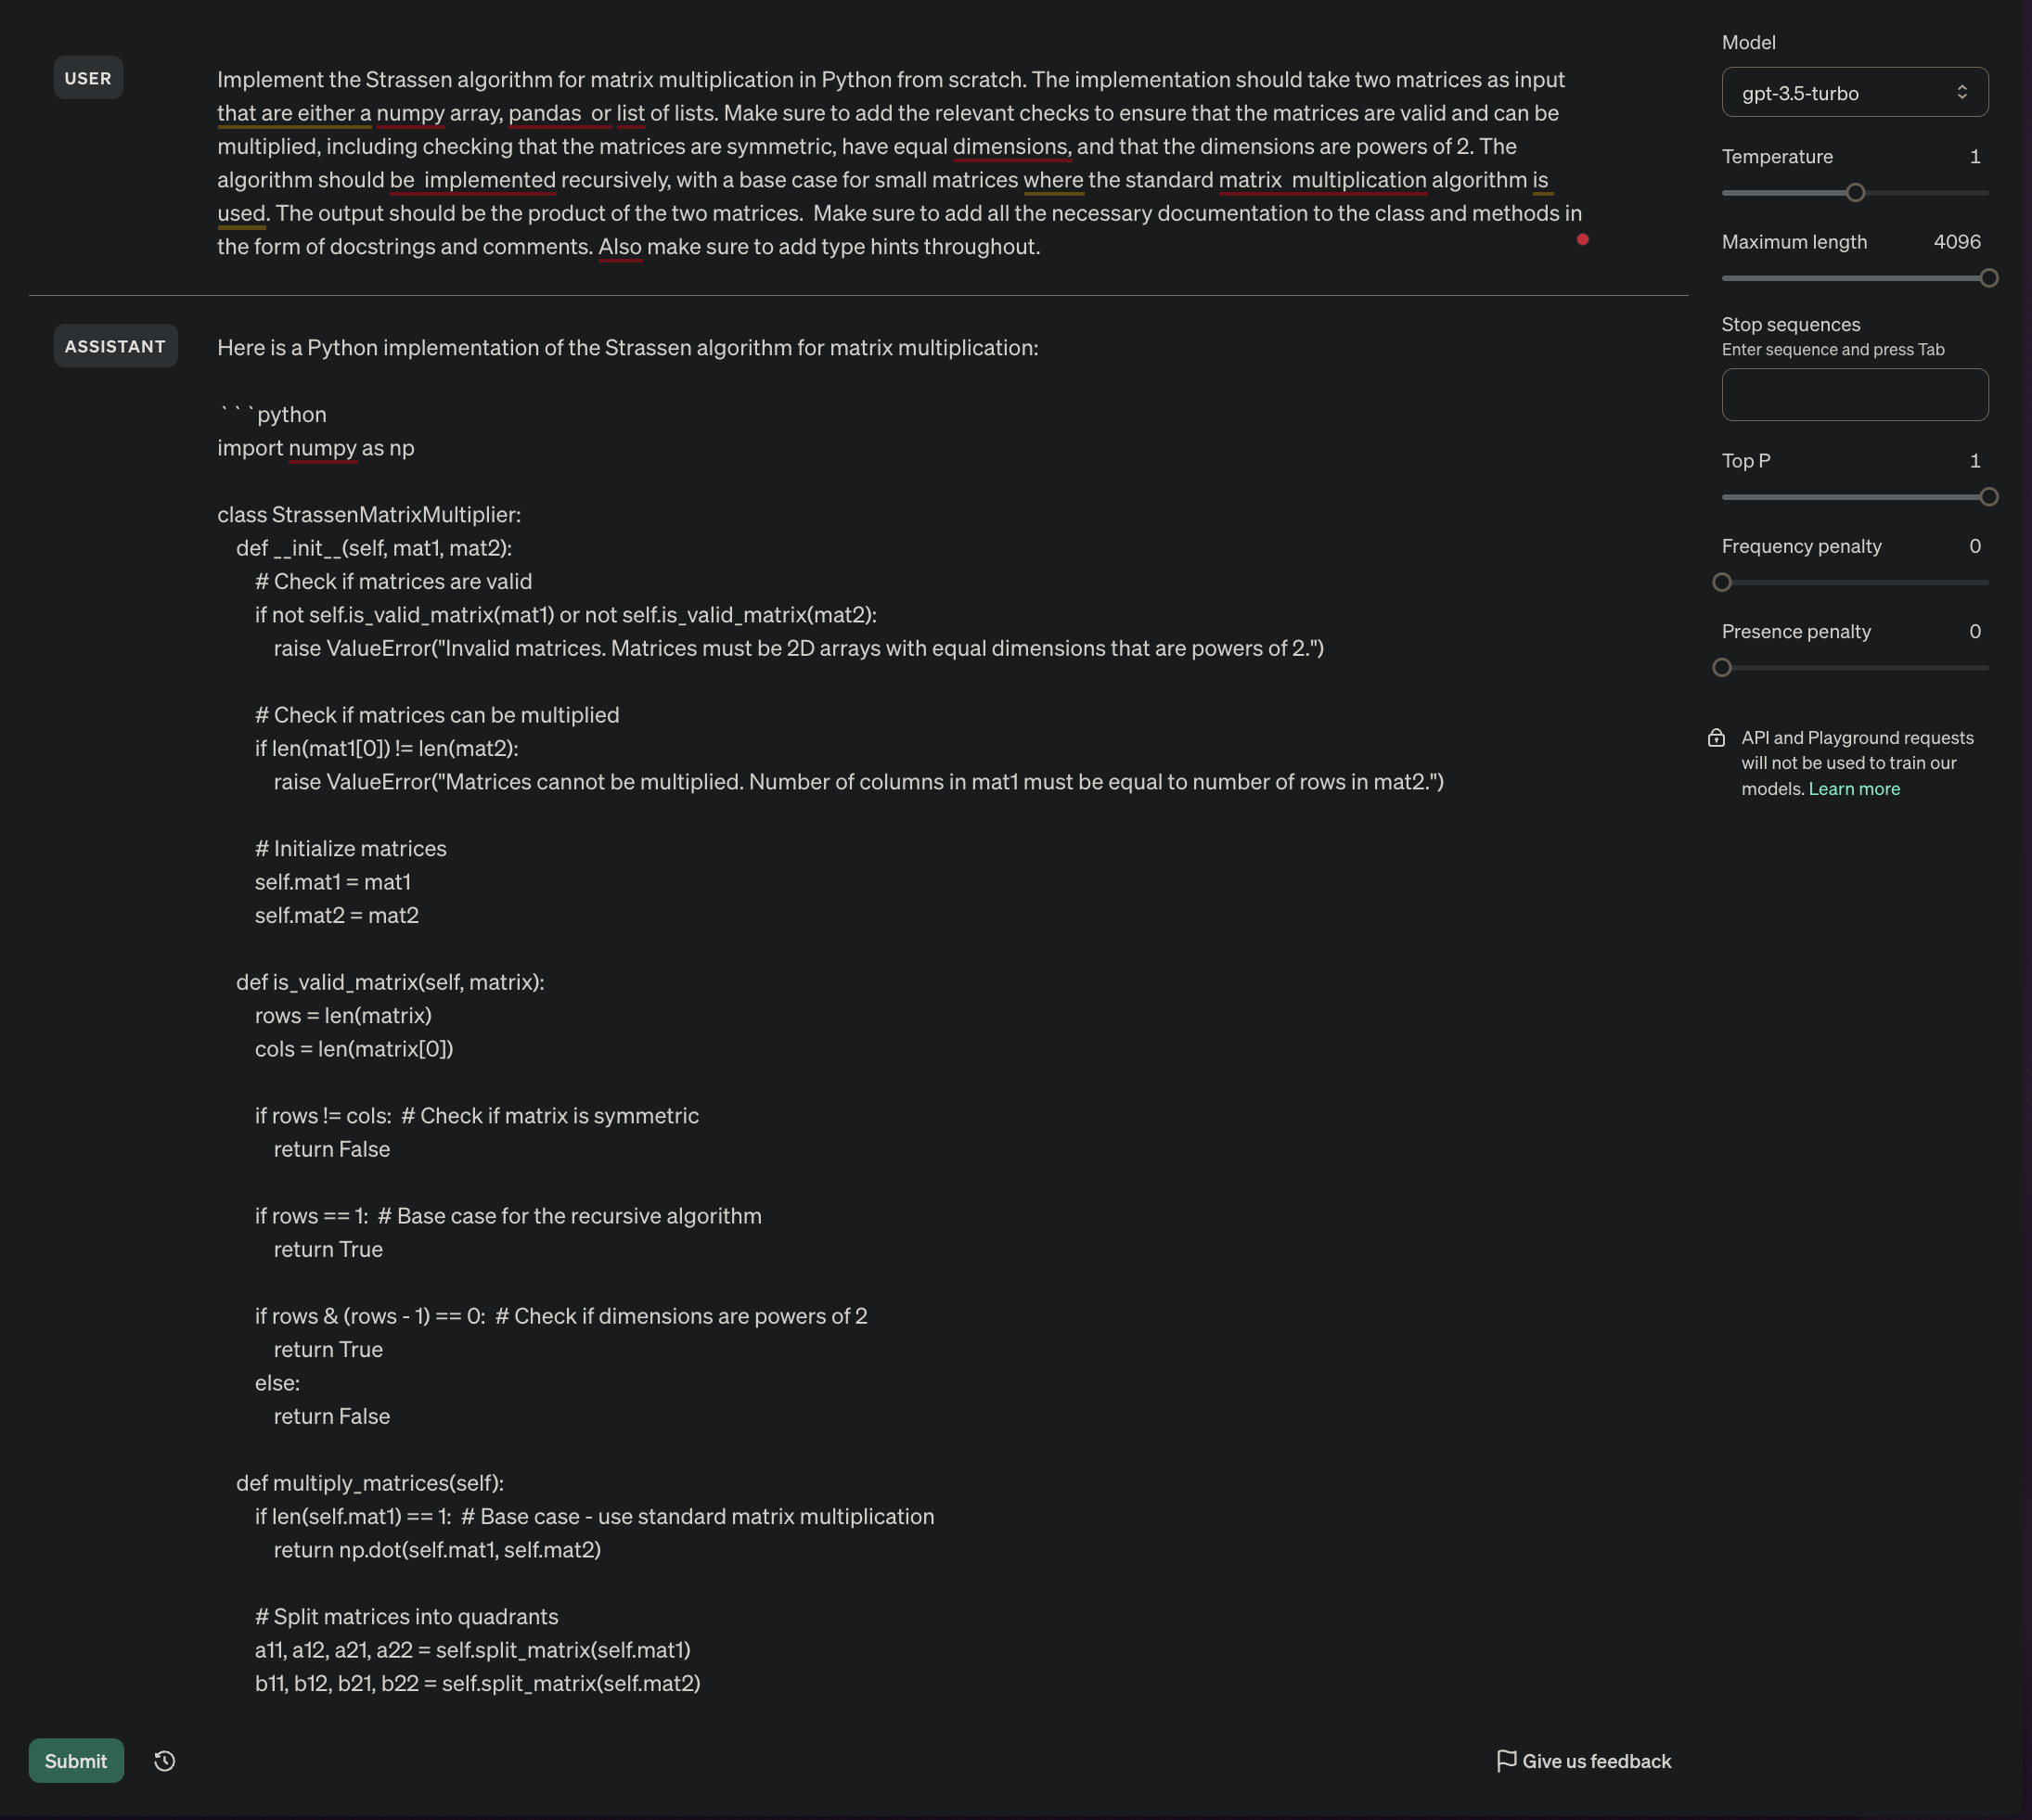 USER
Implement the Strassen algorithm for matrix multiplication in Python from scratch. The implementation should take two matrices as input
that are either a numpy array, pandas  or list of lists. Make sure to add the relevant checks to ensure that the matrices are valid and can be
multiplied, including checking that the matrices are symmetric, have equal dimensions, and that the dimensions are powers of 2. The
algorithm should be  implemented recursively, with a base case for small matrices where the standard matrix  multiplication algorithm is
used. The output should be the product of the two matrices.  Make sure to add all the necessary documentation to the class and methods in
the form of docstrings and comments. Also make sure to add type hints throughout.
ASSISTANT
Here is a Python implementation of the Strassen algorithm for matrix multiplication:
```python
import numpy as np
class StrassenMatrixMultiplier:
    def __init__(self, mat1, mat2):
        # Check if matrices are valid
        if not self.is_valid_matrix(mat1) or not self.is_valid_matrix(mat2):
            raise ValueError("Invalid matrices. Matrices must be 2D arrays with equal dimensions that are powers of 2.")
        # Check if matrices can be multiplied
        if len(mat1[0]) != len(mat2):
            raise ValueError("Matrices cannot be multiplied. Number of columns in mat1 must be equal to number of rows in mat2.")
        # Initialize matrices
        self.mat1 = mat1
        self.mat2 = mat2
    def is_valid_matrix(self, matrix):
        rows = len(matrix)
        cols = len(matrix[0])
        if rows != cols:  # Check if matrix is symmetric
            return False
        if rows == 1:  # Base case for the recursive algorithm
            return True
        if rows & (rows - 1) == 0:  # Check if dimensions are powers of 2
            return True
        else:
            return False
    def multiply_matrices(self):
        if len(self.mat1) == 1:  # Base case - use standard matrix multiplication
            return np.dot(self.mat1, self.mat2)
        # Split matrices into quadrants
        a11, a12, a21, a22 = self.split_matrix(self.mat1)
        b11, b12, b21, b22 = self.split_matrix(self.mat2)
Submit
Give us feedback
Model
gpt-3.5-turbo
Temperature 1
Maximum length 4096
Stop sequences
Enter sequence and press Tab
Top P 1
Frequency penalty 0
Presence penalty 0
API and Playground requests
will not be used to train our
models. Learn more